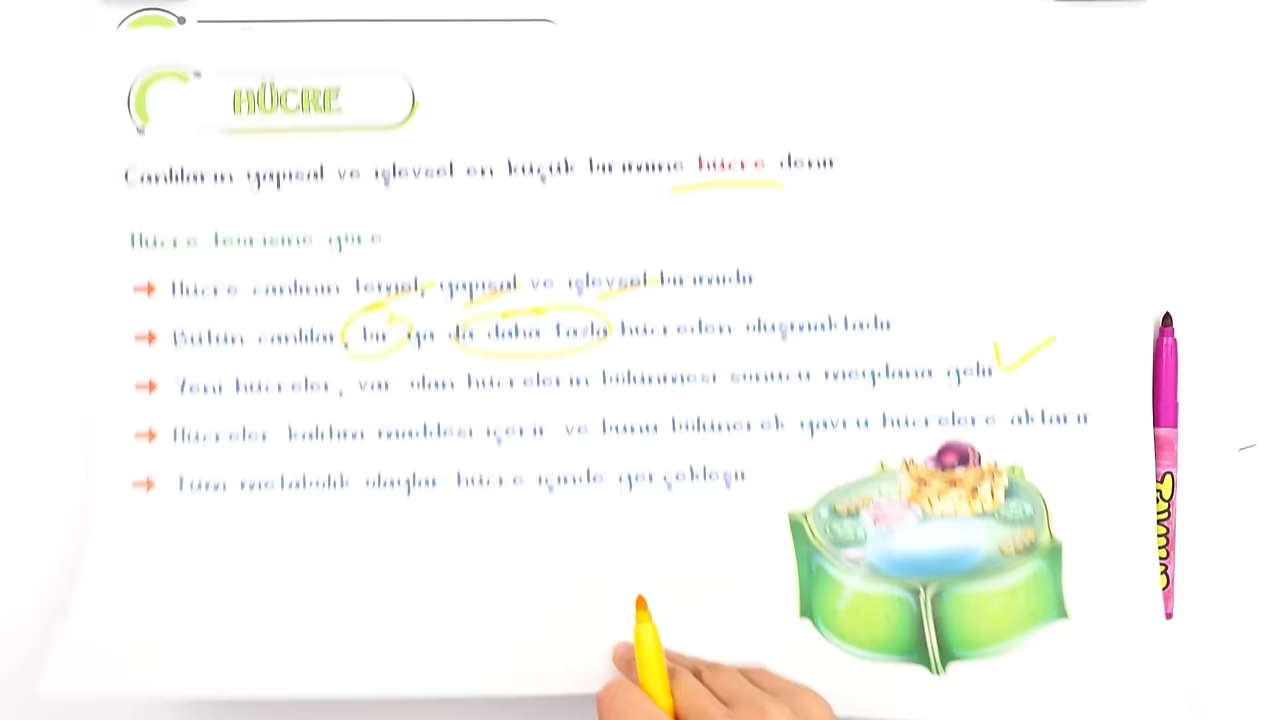 HÜCRE
Canlıların yapısal ve işlevsel en küçük birimine hücre denir
Hücre teorisine göre
Hücre canlının temel, yapısal ve işlevsel birimidir
Bütün canlılar, bir ya da daha fazla hücreden oluşmaktadır
Yeni hücreler, var olan hücrelerin bölünmesi sonucu meydana gelir
Hücreler kalıtım maddesi içerir ve bunu bölünerek yavru hücrelere aktarır
Tüm metabolik olaylar hücre içinde gerçekleşir